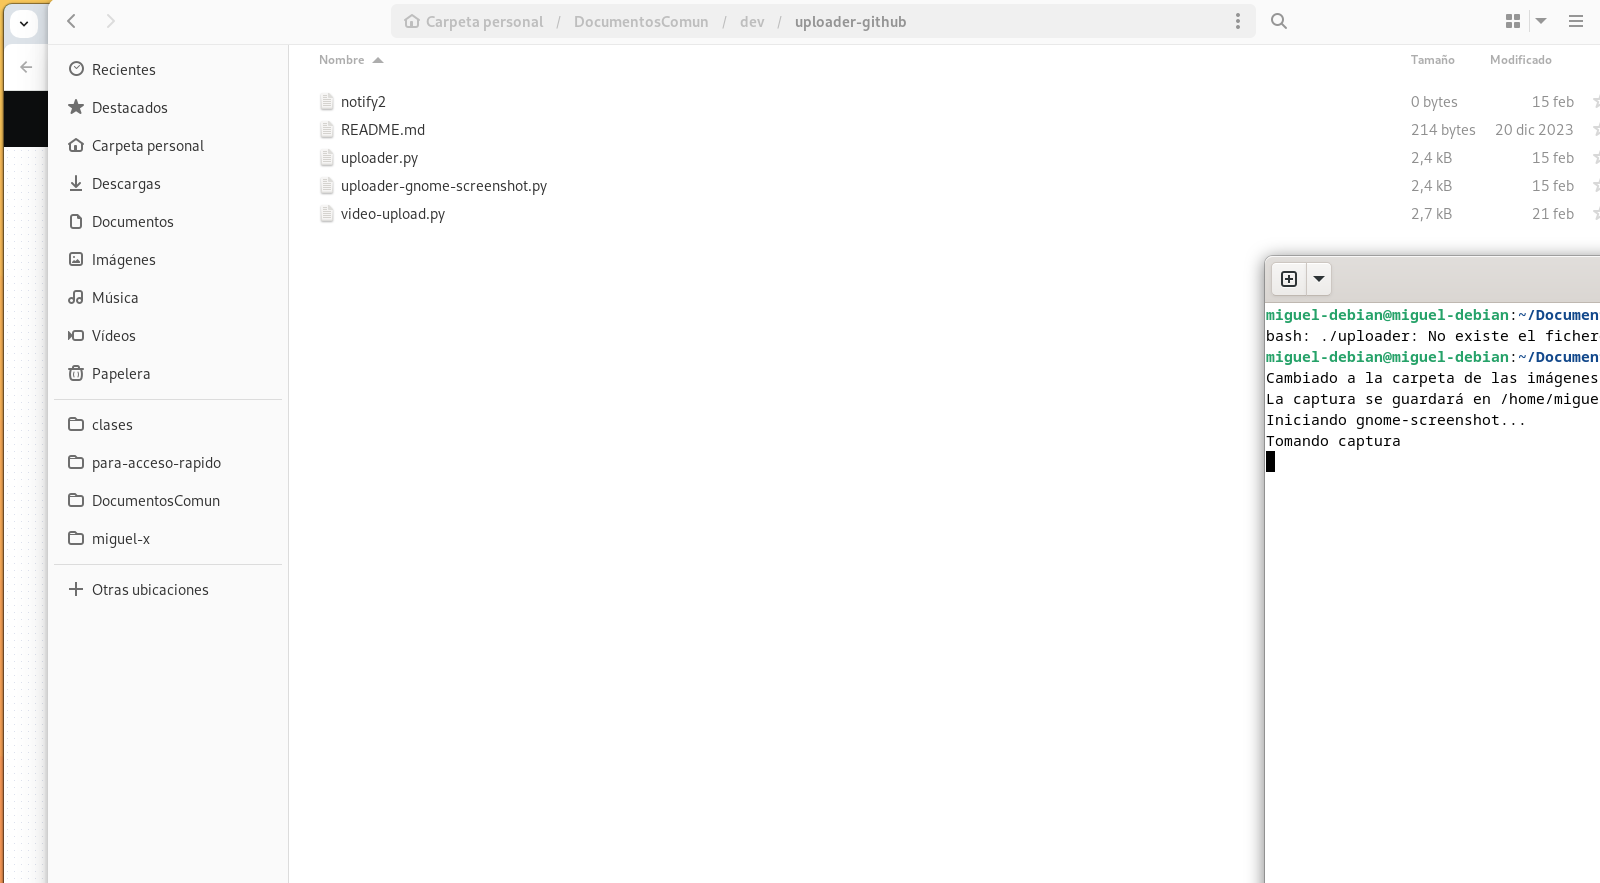 Carpeta personal / DocumentosComun / dev / uploader-github
Recientes
Destacados
Carpeta personal
Descargas
Documentos
Imágenes
Música
Vídeos
Papelera
clases
para-acceso-rapido
DocumentosComun
miguel-x
Otras ubicaciones
Nombre Tamaño Modificado
notify2 0 bytes 15 feb
README.md 214 bytes 20 dic 2023
uploader.py 2,4 kB 15 feb
uploader-gnome-screenshot.py 2,4 kB 15 feb
video-upload.py 2,7 kB 21 feb
miguel-debian@miguel-debian:~/Documen
bash: ./uploader: No existe el ficher
miguel-debian@miguel-debian:~/Documen
Cambiado a la carpeta de las imágenes
La captura se guardará en /home/migue
Iniciando gnome-screenshot...
Tomando captura